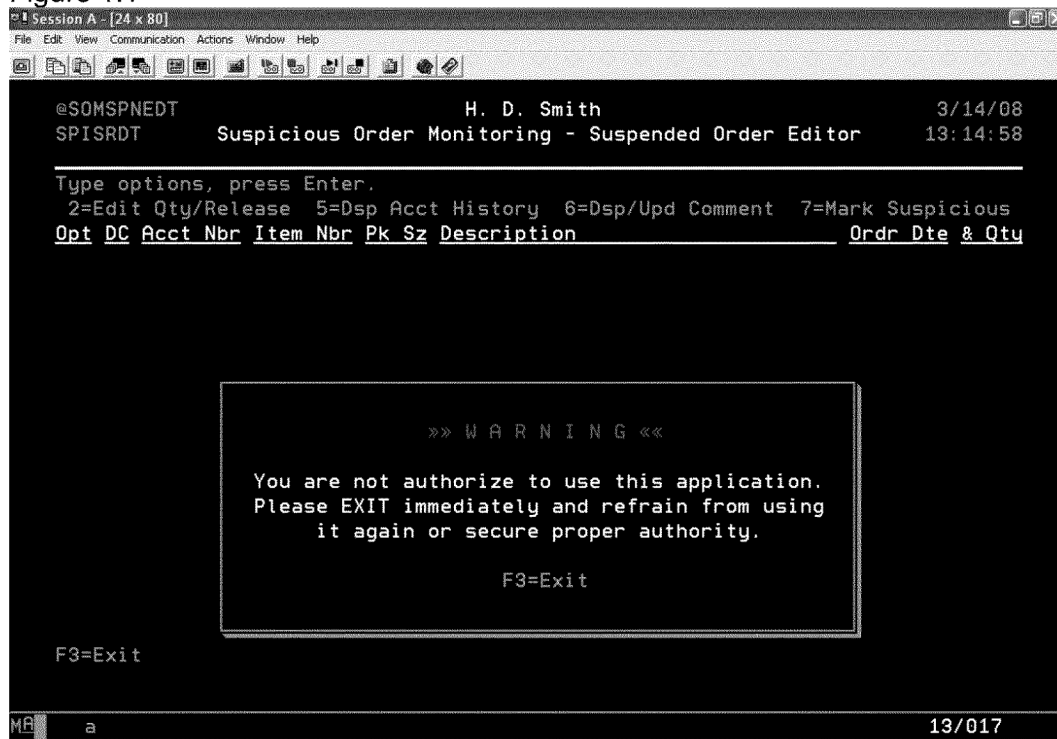 Session A - [24 x 80]
File Edit View Communication Actions Window Help
@SOMSPNEDT H. D. Smith 3/14/08
SPISRDT Suspicious Order Monitoring - Suspended Order Editor 13:14:58
Type options, press Enter.
2=Edit Qty/Release 5=Dsp Acct History 6=Dsp/Upd Comment 7=Mark Suspicious
Opt DC Acct Nbr Item Nbr Pk Sz Description Ordr Dte & Qty
»» W A R N I N G ««
You are not authorize to use this application.
Please EXIT immediately and refrain from using
it again or secure proper authority.
F3=Exit
F3=Exit
MA a 13/017